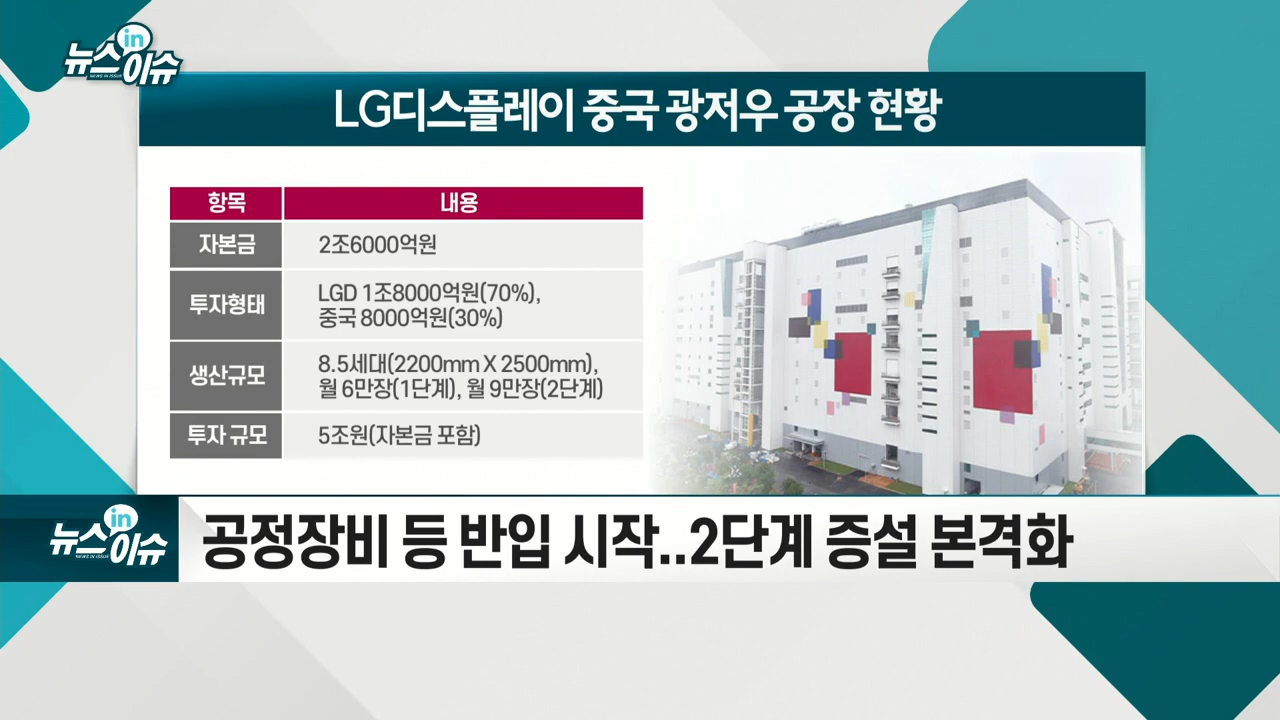 뉴스in이슈
NEWS IN ISSUE
LG디스플레이 중국 광저우 공장 현황
항목 내용
자본금 2조6000억원
투자형태 LGD 1조8000억원(70%),
중국 8000억원(30%)
생산규모 8.5세대(2200mm X 2500mm),
월 6만장(1단계), 월 9만장(2단계)
투자 규모 5조원(자본금 포함)
뉴스in이슈
NEWS IN ISSUE
공정장비 등 반입 시작..2단계 증설 본격화